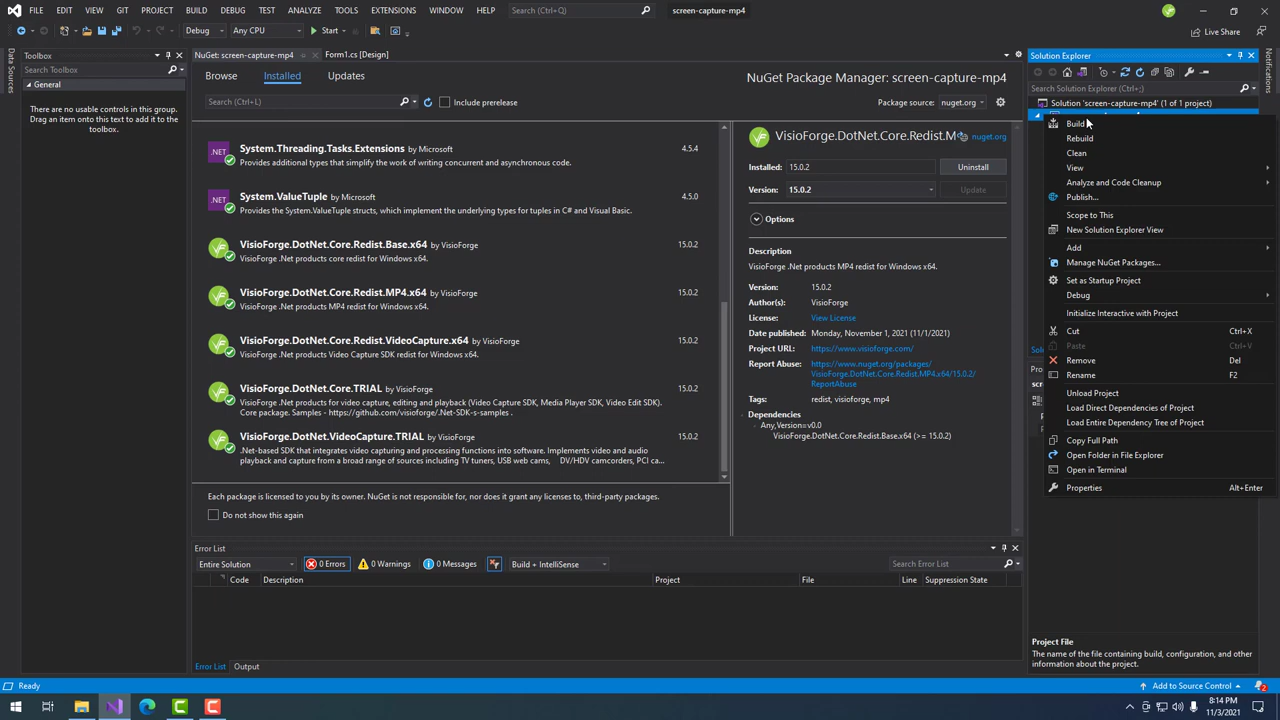 FILE EDIT VIEW GIT PROJECT BUILD DEBUG TEST ANALYZE TOOLS EXTENSIONS WINDOW HELP Search (Ctrl+Q) screen-capture-mp4
Debug Any CPU Start Live Share
Data Sources
Toolbox
Search Toolbox
General
There are no usable controls in this group.
Drag an item onto this text to add it to the
toolbox.
NuGet: screen-capture-mp4 Form1.cs [Design]
Browse Installed Updates
NuGet Package Manager: screen-capture-mp4
Search (Ctrl+L) Include prerelease
Package source: nuget.org
System.Threading.Tasks.Extensions by Microsoft 4.5.4
Provides additional types that simplify the work of writing concurrent and asynchronous code.
System.ValueTuple by Microsoft 4.5.0
Provides the System.ValueTuple structs, which implement the underlying types for tuples in C# and Visual Basic.
VisioForge.DotNet.Core.Redist.Base.x64 by VisioForge 15.0.2
VisioForge .Net products core redist for Windows x64.
VisioForge.DotNet.Core.Redist.MP4.x64 by VisioForge 15.0.2
VisioForge .Net products MP4 redist for Windows x64.
VisioForge.DotNet.Core.Redist.VideoCapture.x64 by VisioForge 15.0.2
VisioForge .Net products Video Capture SDK redist for Windows x64.
VisioForge.DotNet.Core.TRIAL by VisioForge 15.0.2
VisioForge .Net products for video capture, editing and playback (Video Capture SDK, Media Player SDK, Video Edit SDK).
Core package. Samples - https://github.com/visioforge/.Net-SDK-s-samples .
VisioForge.DotNet.VideoCapture.TRIAL by VisioForge 15.0.2
.Net-based SDK that integrates video capturing and processing functions into software. Implements video and audio
playback and capture from a broad range of sources including TV tuners, USB web cams, DV/HDV camcorders, PCI ca...
Each package is licensed to you by its owner. NuGet is not responsible, nor does it grant any licenses to, third-party packages.
Do not show this again
VisioForge.DotNet.Core.Redist.M nuget.org
Installed: 15.0.2 Uninstall
Version: 15.0.2 Update
Options
Description
VisioForge .Net products MP4 redist for Windows x64.
Version: 15.0.2
Author(s): VisioForge
License: View License
Date published: Monday, November 1, 2021 (11/1/2021)
Project URL: https://www.visioforge.com/
Report Abuse: https://www.nuget.org/packages/
VisioForge.DotNet.Core.Redist.MP4.x64/15.0.2/
ReportAbuse
Tags: redist, visioforge, mp4
Dependencies
Any,Version=v0.0
VisioForge.DotNet.Core.Redist.Base.x64 (>= 15.0.2)
Error List
Entire Solution 0 Errors 0 Warnings 0 Messages Build + IntelliSense Search Error List
Code Description Project File Line Suppression State
Error List Output
Solution Explorer
Search Solution Explorer (Ctrl+;)
Solution 'screen-capture-mp4' (1 of 1 project)
Build
Rebuild
Clean
View
Analyze and Code Cleanup
Publish...
Scope to This
New Solution Explorer View
Add
Manage NuGet Packages...
Set as Startup Project
Debug
Initialize Interactive with Project
Cut Ctrl+X
Paste Ctrl+V
Remove Del
Rename F2
Unload Project
Load Direct Dependencies of Project
Load Entire Dependency Tree of Project
Copy Full Path
Open Folder in File Explorer
Open in Terminal
Properties Alt+Enter
Project File
The name of the file containing build, configuration, and other
information about the project.
Notifications
Ready Add to Source Control 2
8:14 PM
11/3/2021